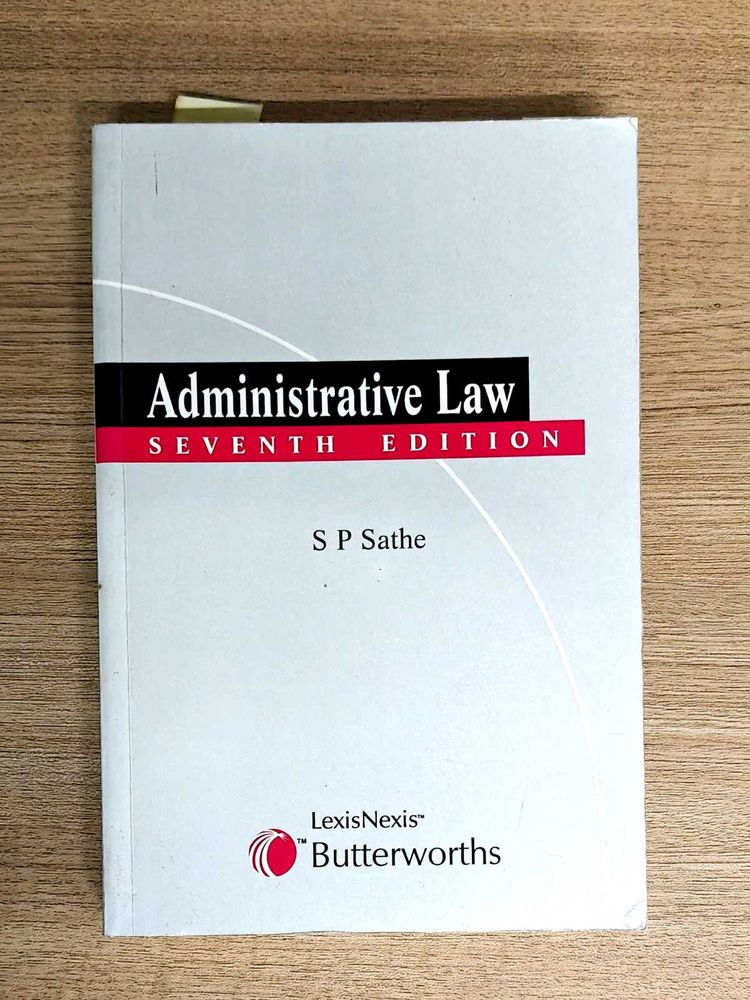 Administrative Law
SEVENTH EDITION
S P Sathe
LexisNexis™
™ Butterworths